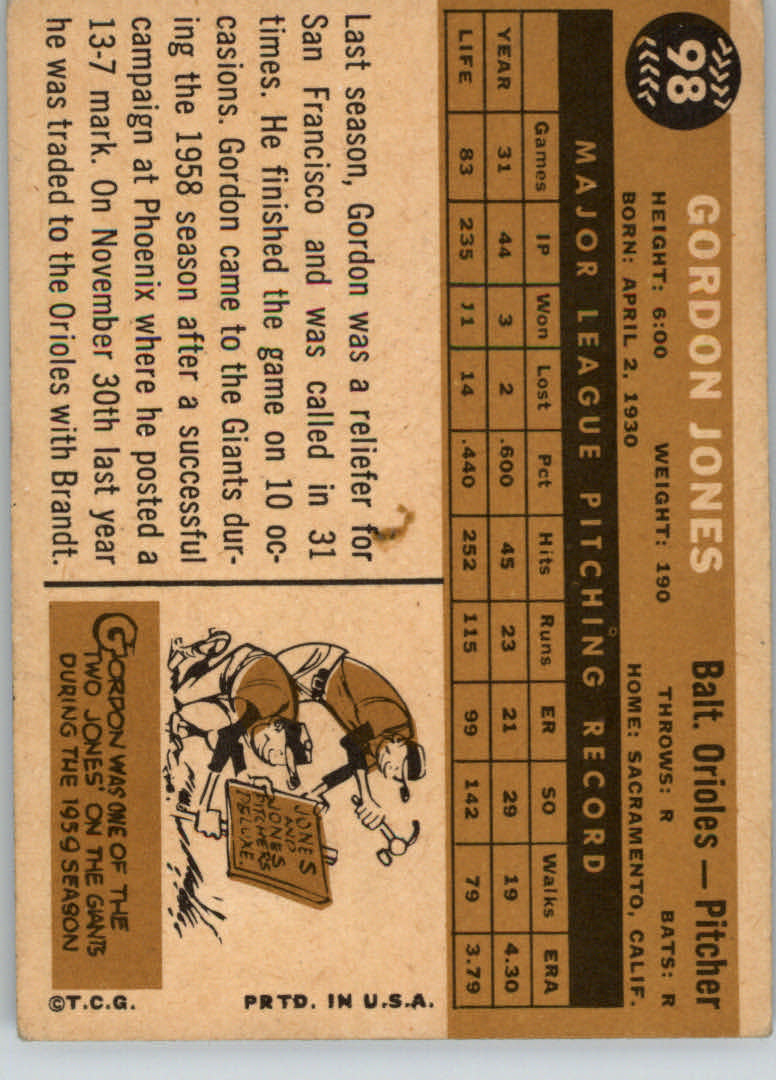 98
GORDON JONES
Balt. Orioles — Pitcher
HEIGHT: 6:00 WEIGHT: 190 THROWS: R BATS: R
BORN: APRIL 2, 1930 HOME: SACRAMENTO, CALIF.
MAJOR LEAGUE PITCHING RECORD
Games IP Won Lost Pct Hits Runs ER SO Walks ERA
YEAR 31 44 3 2 .600 45 23 21 29 19 4.30
LIFE 83 235 11 14 .440 252 115 99 142 79 3.79
Last season, Gordon was a reliefer for
San Francisco and was called in 31
times. He finished the game on 10 oc-
casions. Gordon came to the Giants dur-
ing the 1958 season after a successful
campaign at Phoenix where he posted a
13-7 mark. On November 30th last year
he was traded to the Orioles with Brandt.
JONES
AND
JONES
PITCHERS
DELUXE.
GORDON WAS ONE OF THE
TWO JONES' ON THE GIANTS
DURING THE 1959 SEASON
©T.C.G. PRTD. IN U.S.A.